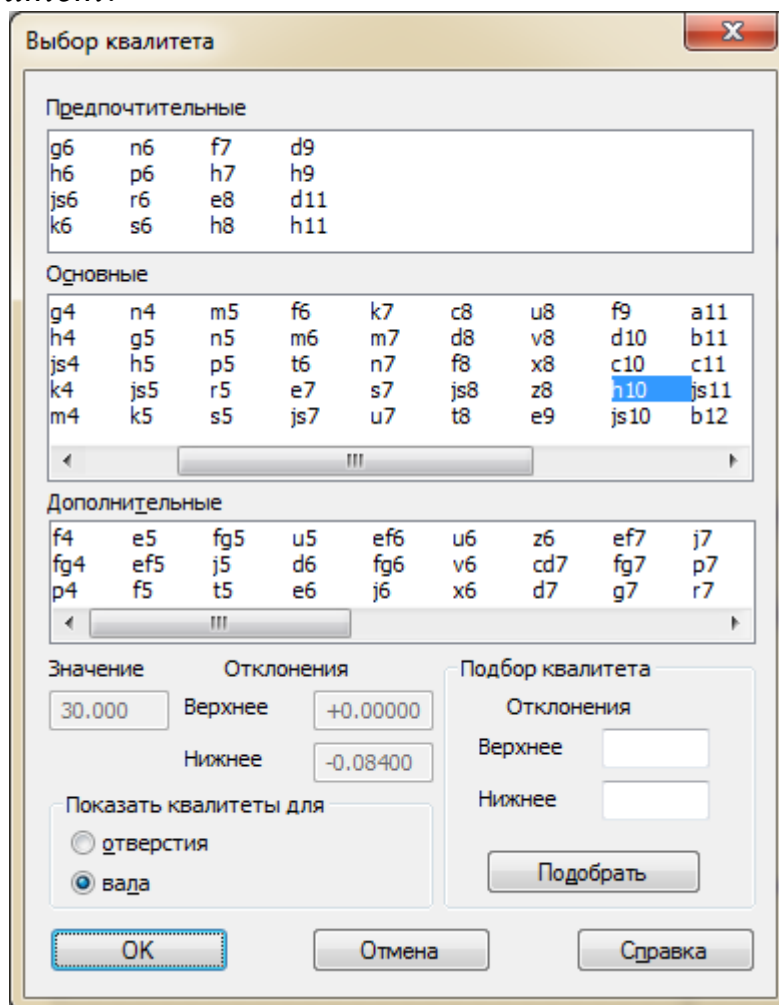 Выбор квалитета
Предпочтительные
g6 n6 f7 d9
h6 p6 h7 h9
js6 r6 e8 d11
k6 s6 h8 h11
Основные
g4 n4 m5 f6 k7 c8 u8 f9 a11
h4 g5 n5 m6 m7 d8 v8 d10 b11
js4 h5 p5 t6 n7 f8 x8 c10 c11
k4 js5 r5 e7 s7 js8 z8 h10 js11
m4 k5 s5 js7 u7 t8 e9 js10 b12
Дополнительные
f4 e5 fg5 u5 ef6 u6 z6 ef7 j7
fg4 ef5 j5 d6 fg6 v6 cd7 fg7 p7
p4 f5 t5 e6 j6 x6 d7 g7 r7
Значение Отклонения
30.000 Верхнее +0.00000
Нижнее -0.08400
Показать квалитеты для
отверстия
вала
Подбор квалитета
Отклонения
Верхнее
Нижнее
Подобрать
OK Отмена Справка